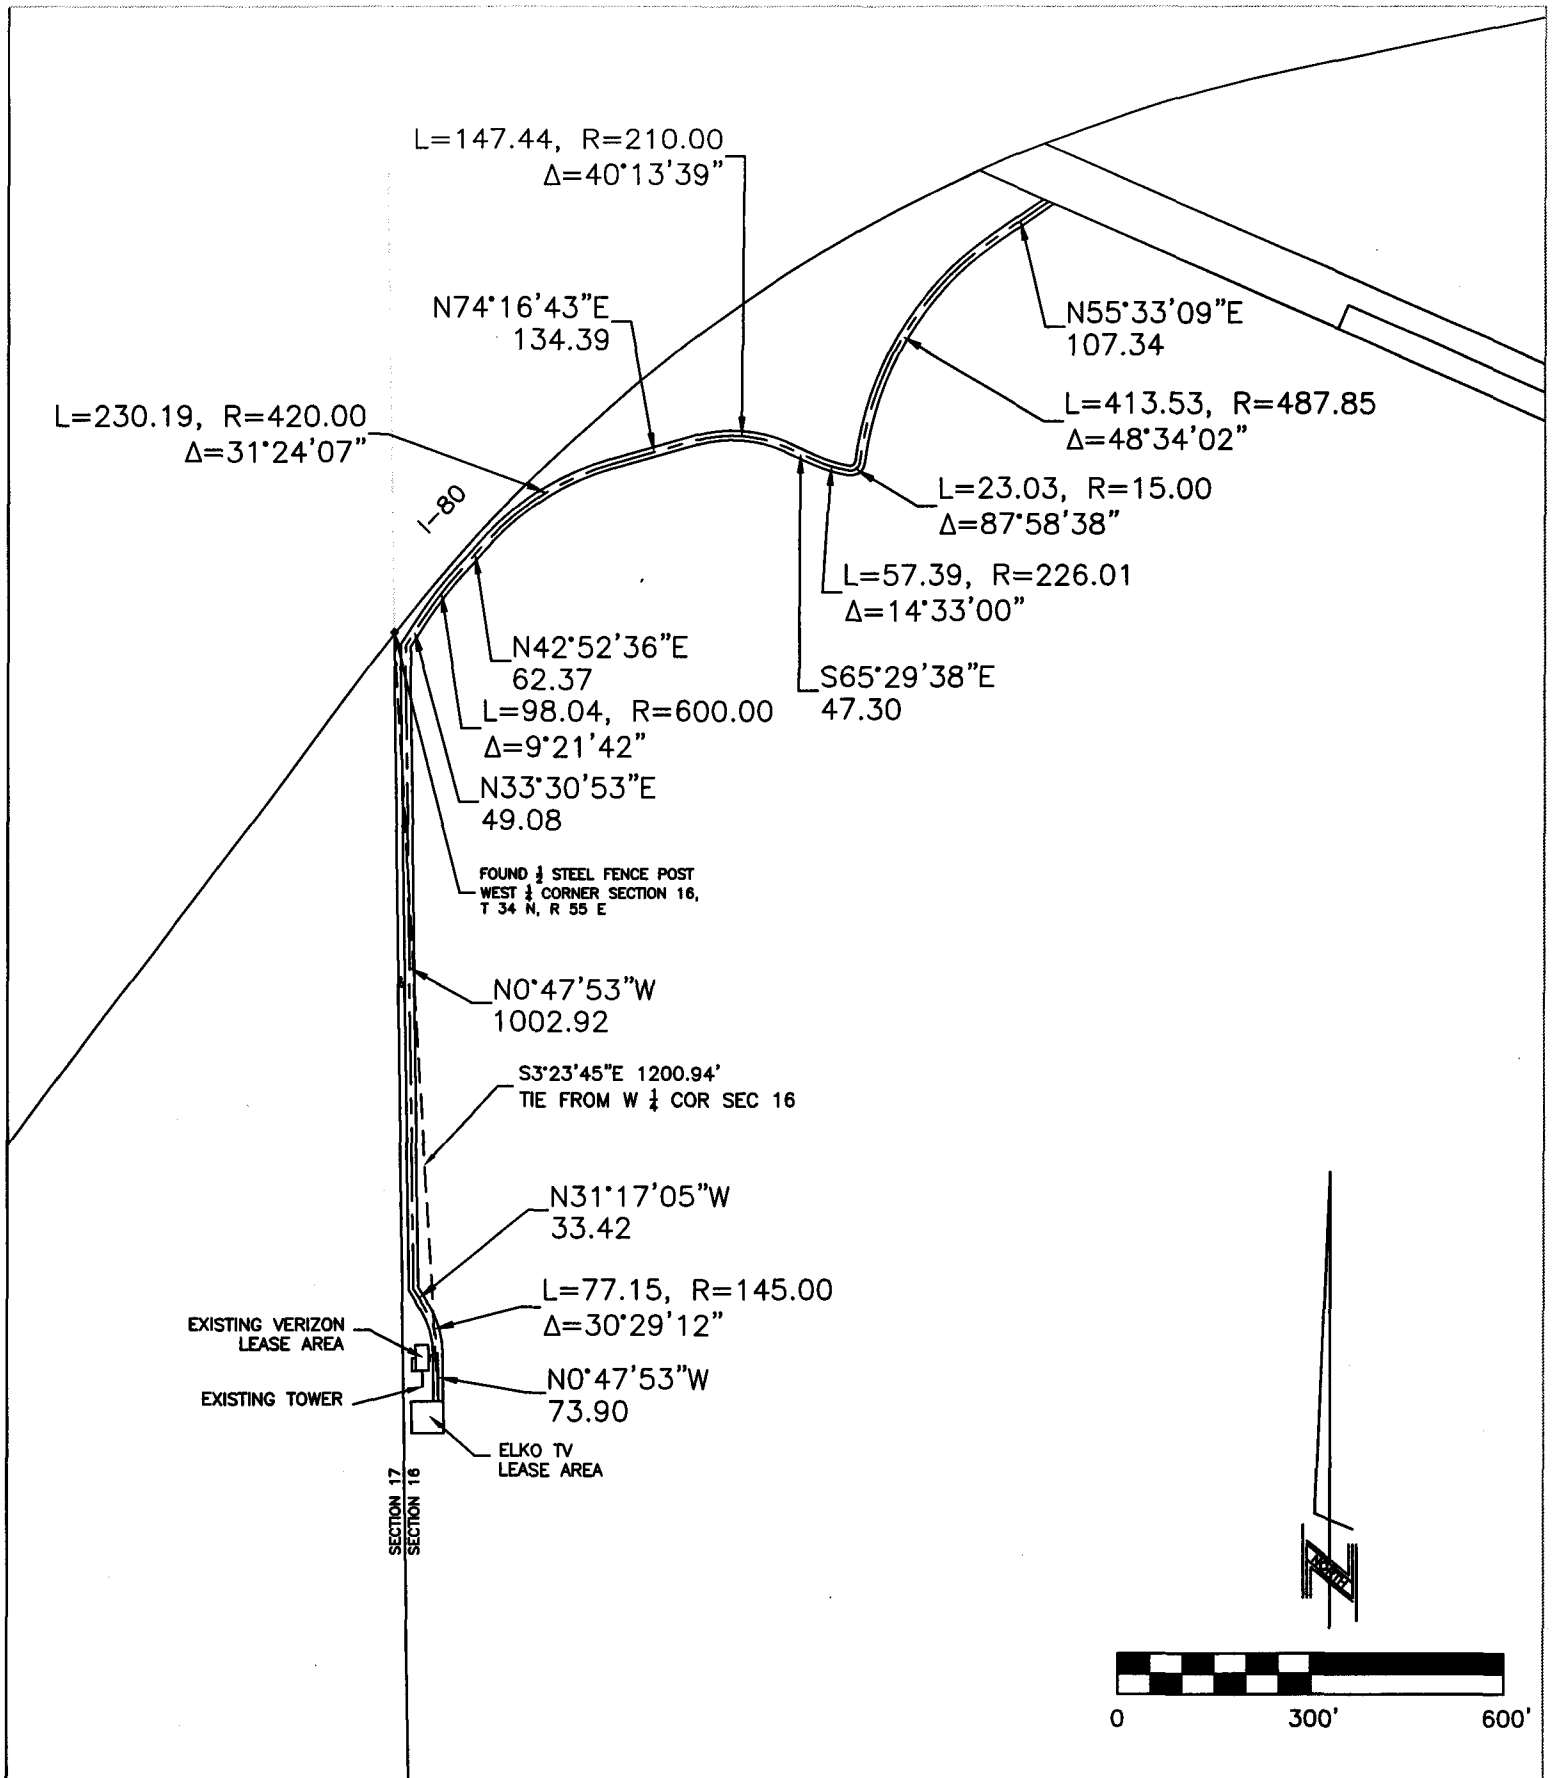 L=147.44, R=210.00
Δ=40°13'39"
N74°16'43"E
134.39
N55°33'09"E
107.34
L=230.19, R=420.00
Δ=31°24'07"
L=413.53, R=487.85
Δ=48°34'02"
I-80
L=23.03, R=15.00
Δ=87°58'38"
L=57.39, R=226.01
Δ=14°33'00"
N42°52'36"E
62.37
S65°29'38"E
47.30
L=98.04, R=600.00
Δ=9°21'42"
N33°30'53"E
49.08
FOUND ½ STEEL FENCE POST
WEST ¼ CORNER SECTION 16,
T 34 N, R 55 E
N0°47'53"W
1002.92
S3°23'45"E 1200.94'
TIE FROM W ¼ COR SEC 16
N31°17'05"W
33.42
L=77.15, R=145.00
Δ=30°29'12"
EXISTING VERIZON
LEASE AREA
N0°47'53"W
73.90
EXISTING TOWER
ELKO TV
LEASE AREA
SECTION 17
SECTION 16
NORTH
0 300' 600'